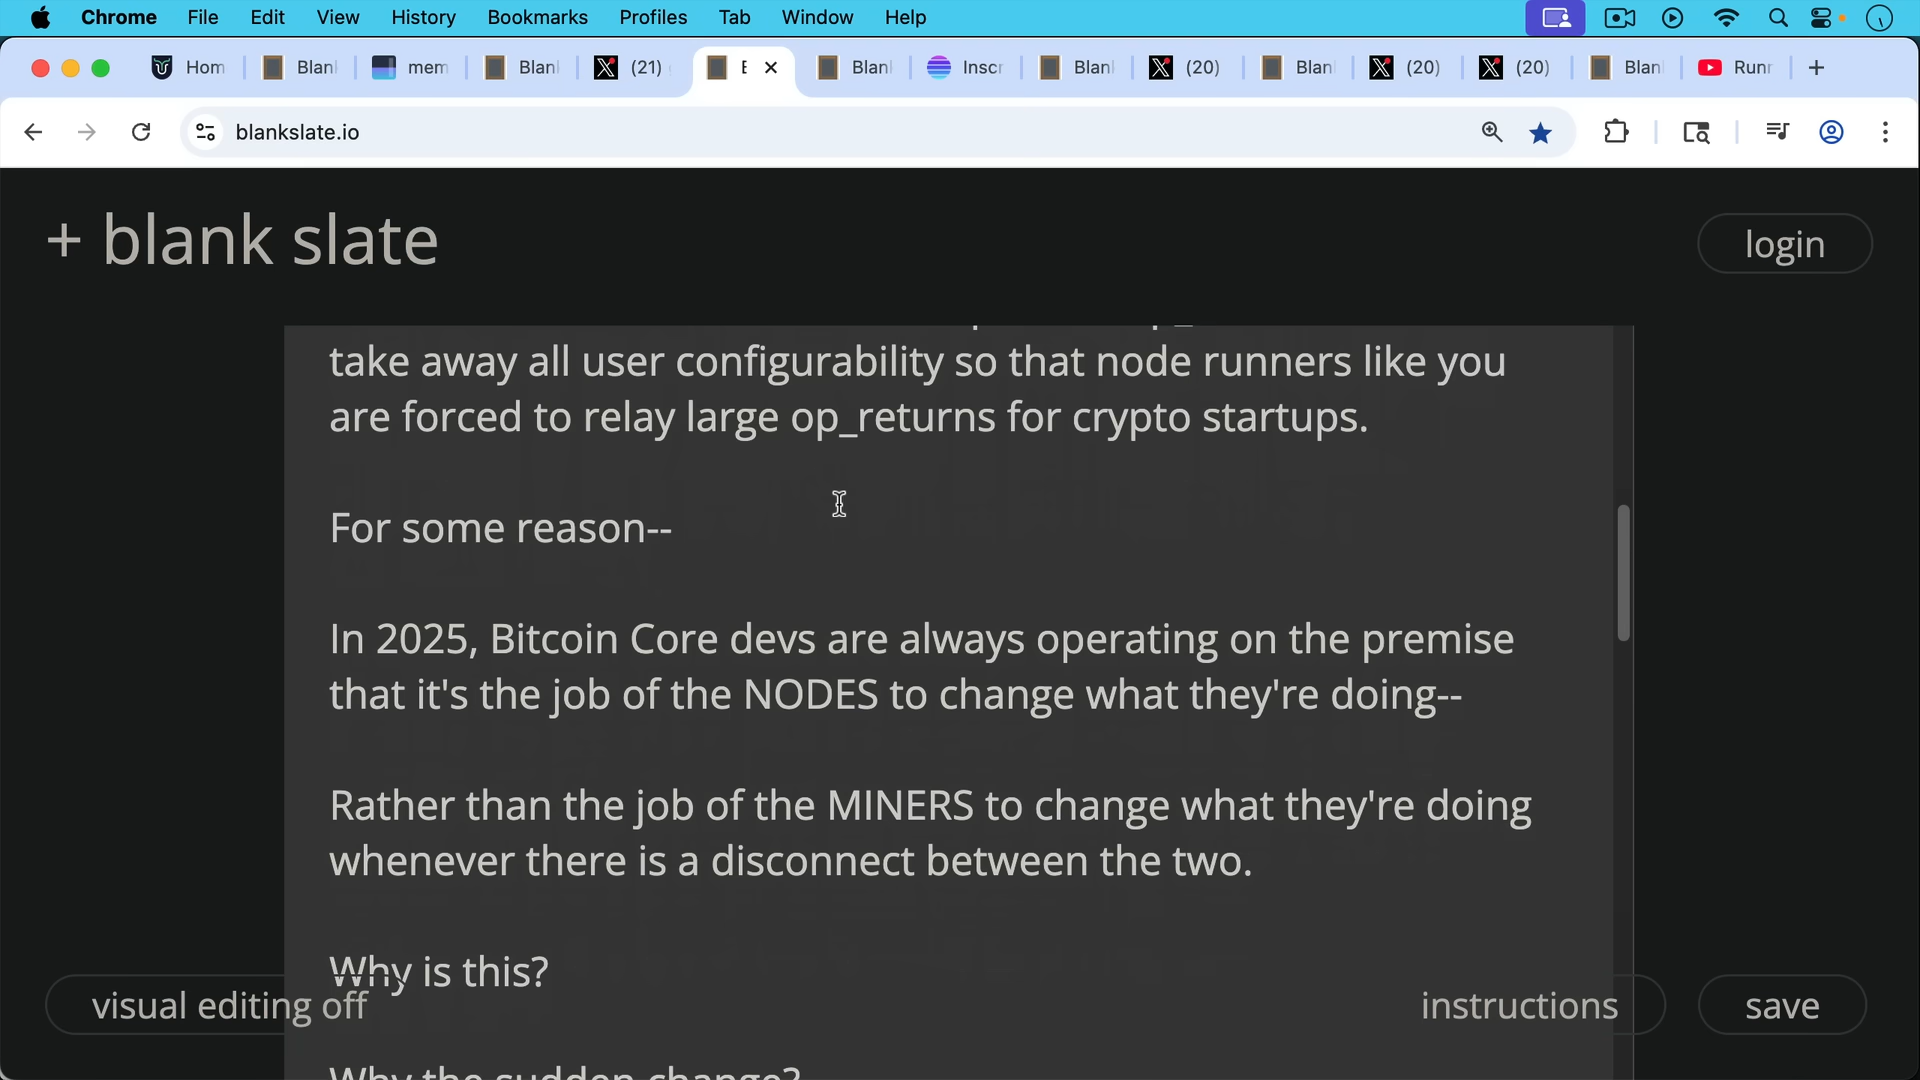 Chrome File Edit View History Bookmarks Profiles Tab Window Help
Hom Blan mem Blan (21) E Blan Inscr Blan (20) Blan (20) (20) Blan Runr
blankslate.io
+ blank slate
login
take away all user configurability so that node runners like you
are forced to relay large op_returns for crypto startups.
For some reason--
In 2025, Bitcoin Core devs are always operating on the premise
that it's the job of the NODES to change what they're doing--
Rather than the job of the MINERS to change what they're doing
whenever there is a disconnect between the two.
Why is this?
visual editing off
instructions
save
Why the sudden change?